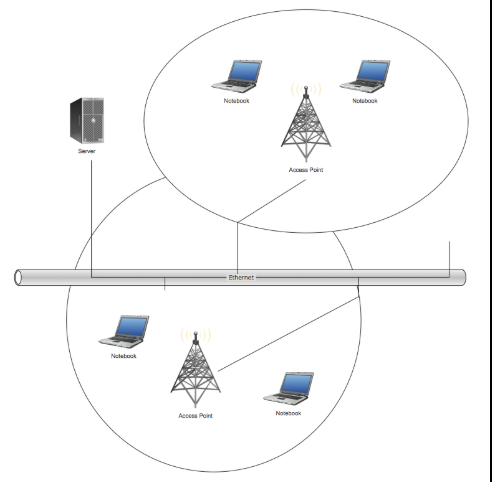 Notebook
Notebook
Server
Access Point
Ethernet
Notebook
Access Point
Notebook